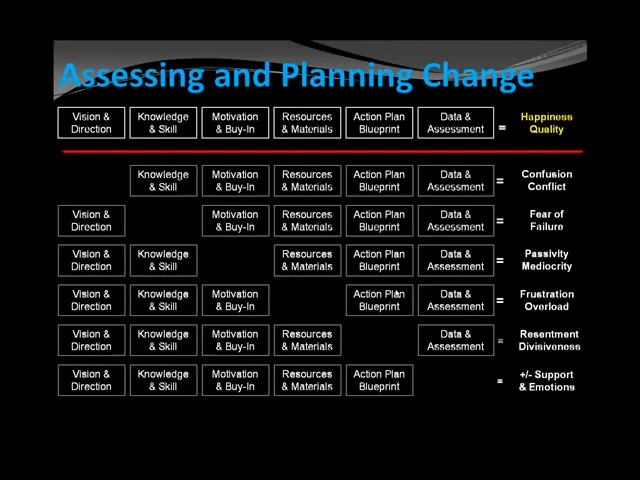 Assessing and Planning Change
Vision & Knowledge Motivation Resources Action Plan Data & Happiness
Direction & Skill & Buy-In & Materials Blueprint Assessment = Quality
Knowledge Motivation Resources Action Plan Data & Confusion
& Skill & Buy-In & Materials Blueprint Assessment = Conflict
Vision & Motivation Resources Action Plan Data & Fear of
Direction & Buy-In & Materials Blueprint Assessment = Failure
Vision & Knowledge Resources Action Plan Data & Passivity
Direction & Skill & Materials Blueprint Assessment = Mediocrity
Vision & Knowledge Motivation Action Plan Data & Frustration
Direction & Skill & Buy-In Blueprint Assessment = Overload
Vision & Knowledge Motivation Resources Data & Resentment
Direction & Skill & Buy-In & Materials Assessment = Divisiveness
Vision & Knowledge Motivation Resources Action Plan +/- Support
Direction & Skill & Buy-In & Materials Blueprint = & Emotions